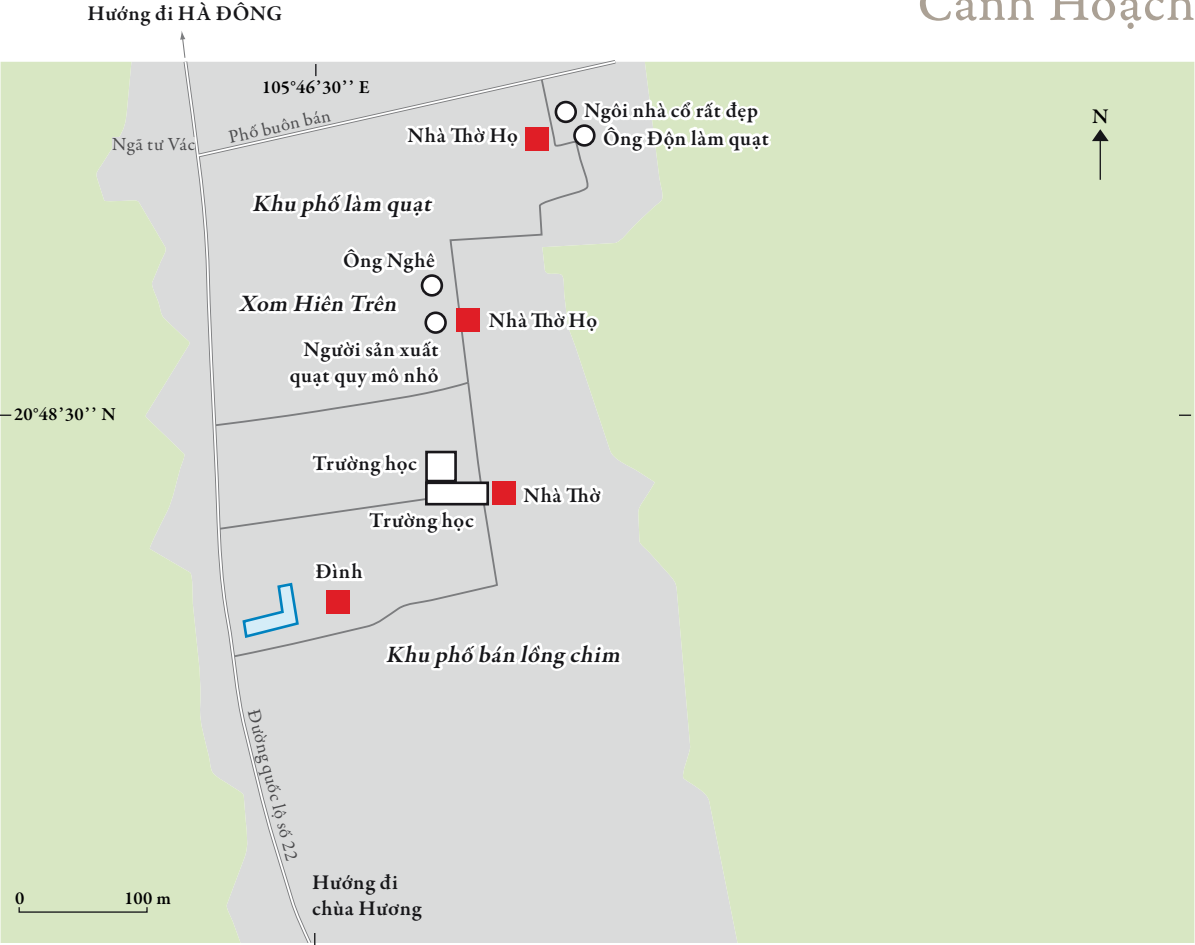 Hướng đi HÀ ĐÔNG
Canh Hoạch
105°46’30’’ E
Phố buôn bán
Ngã tư Vác
Ngôi nhà cổ rất đẹp
Nhà Thờ Họ
Ông Độn làm quạt
N
Khu phố làm quạt
Ông Nghê
Xom Hiên Trên
Nhà Thờ Họ
Người sản xuất
quạt quy mô nhỏ
20°48’30’’ N
Trường học
Nhà Thờ
Trường học
Đình
Khu phố bán lồng chim
Đường quốc lộ số 22
Hướng đi
chùa Hương
0 100 m